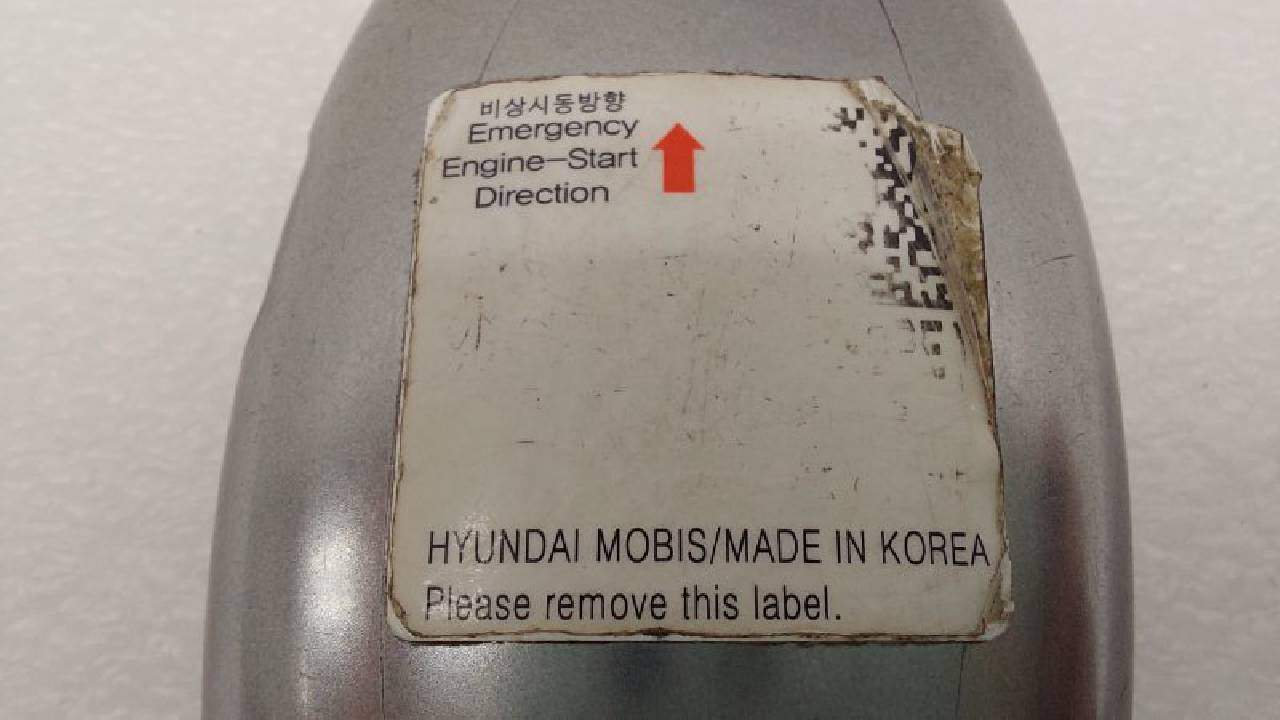 비상시동방향
Emergency
Engine-Start
Direction
HYUNDAI MOBIS/MADE IN KOREA
Please remove this label.